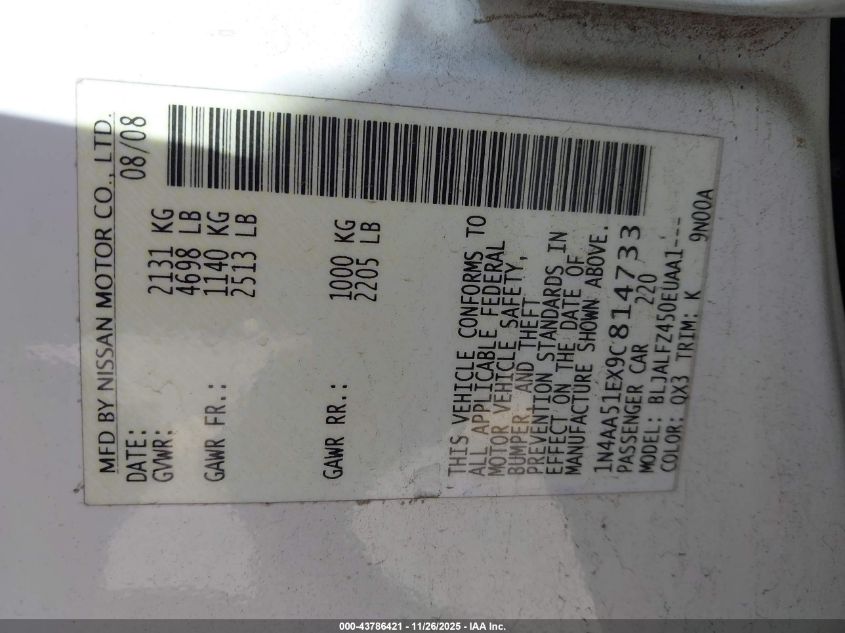 MFD BY NISSAN MOTOR CO., LTD.
DATE: 08/08
GVWR: 2131 KG
4698 LB
GAWR FR.: 1140 KG
2513 LB
GAWR RR.: 1000 KG
2205 LB
THIS VEHICLE CONFORMS TO
ALL APPLICABLE FEDERAL
MOTOR VEHICLE SAFETY,
BUMPER, AND THEFT
PREVENTION STANDARDS IN
EFFECT ON THE DATE OF
MANUFACTURE SHOWN ABOVE.
1N4AA51EX9C814733
PASSENGER CAR 220
MODEL: BLJALFZ450EUAA1---
COLOR: QX3 TRIM: K 9N00A
000-43786421 - 11/26/2025 - IAA Inc.